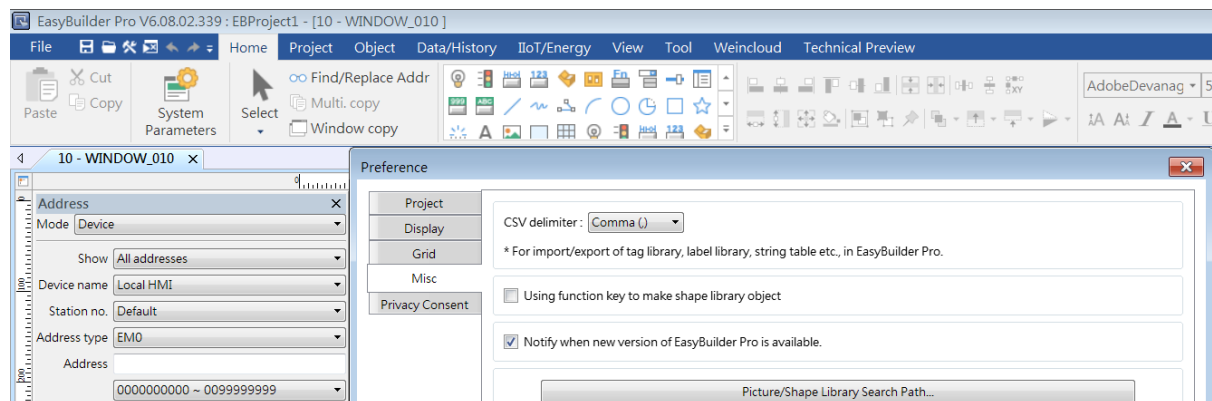 EasyBuilder Pro V6.08.02.339 : EBProject1 - [10 - WINDOW_010 ]
File Home Project Object Data/History IIoT/Energy View Tool Weincloud Technical Preview
Paste
Cut
Copy
System
Parameters
Select
Find/Replace Addr
Multi. copy
Window copy
AdobeDevanag 5
10 - WINDOW_010
Address
Mode Device
Show All addresses
Device name Local HMI
Station no. Default
Address type EM0
Address
0000000000 ~ 0099999999
Preference
Project
Display
Grid
Misc
Privacy Consent
CSV delimiter : Comma (,)
* For import/export of tag library, label library, string table etc., in EasyBuilder Pro.
Using function key to make shape library object
Notify when new version of EasyBuilder Pro is available.
Picture/Shape Library Search Path...